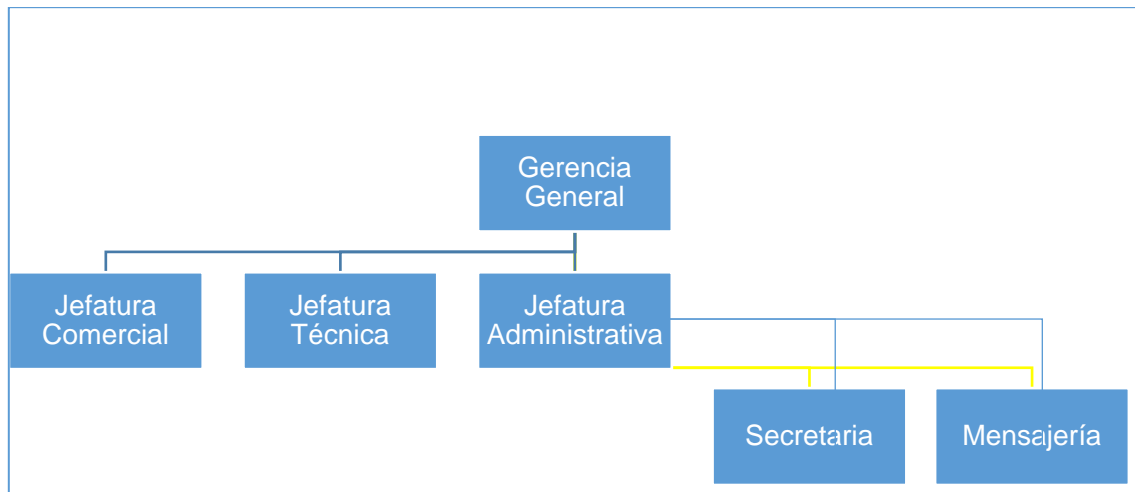 Gerencia
General
Jefatura
Comercial
Jefatura
Técnica
Jefatura
Administrativa
Secretaria
Mensajería